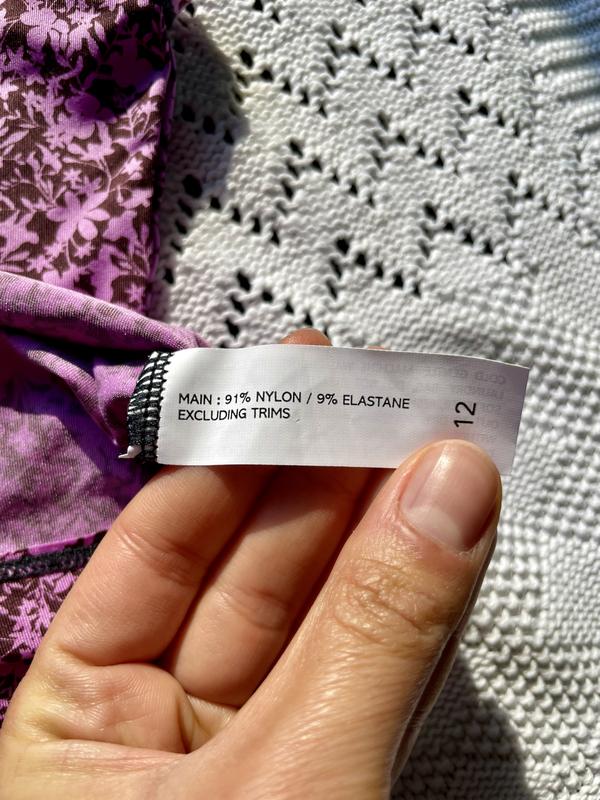 MAIN : 91% NYLON / 9% ELASTANE
EXCLUDING TRIMS
12